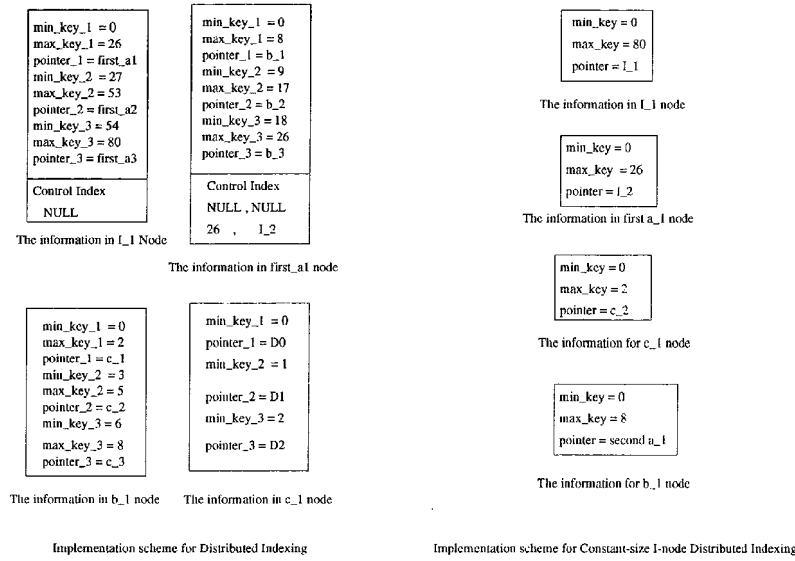 min_key_1 = 0
max_key_1 = 26
pointer_1 = first_a1
min_key_2 = 27
max_key_2 = 53
pointer_2 = first_a2
min_key_3 = 54
max_key_3 = 80
pointer_3 = first_a3
Control Index
NULL
The information in I_1 Node
min_key_1 = 0
max_key_1 = 8
pointer_1 = b_1
min_key_2 = 9
max_key_2 = 17
pointer_2 = b_2
min_key_3 = 18
max_key_3 = 26
pointer_3 = b_3
Control Index
NULL , NULL
26 , I_2
The information in first_a1 node
min_key_1 = 0
max_key_1 = 2
pointer_1 = c_1
min_key_2 = 3
max_key_2 = 5
pointer_2 = c_2
min_key_3 = 6
max_key_3 = 8
pointer_3 = c_3
The information in b_1 node
min_key_1 = 0
pointer_1 = D0
min_key_2 = 1
pointer_2 = D1
min_key_3 = 2
pointer_3 = D2
The information in c_1 node
Implementation scheme for Distributed Indexing
min_key = 0
max_key = 80
pointer = I_1
The information in I_1 node
min_key = 0
max_key = 26
pointer = I_2
The information in first a_1 node
min_key = 0
max_key = 2
pointer = c_2
The information for c_1 node
min_key = 0
max_key = 8
pointer = second a_1
The information for b_1 node
Implementation scheme for Constant-size I-node Distributed Indexing